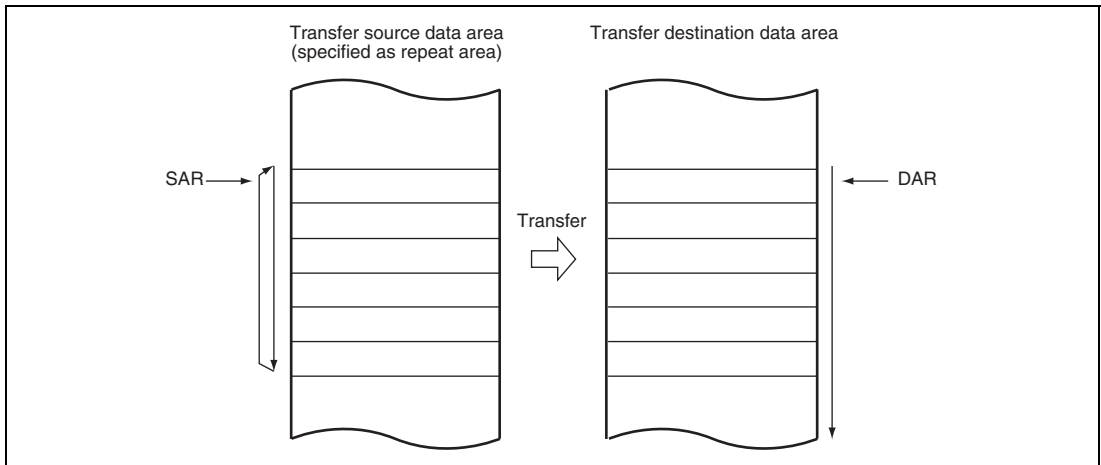 Transfer source data area
(specified as repeat area)
Transfer destination data area
SAR
Transfer
DAR